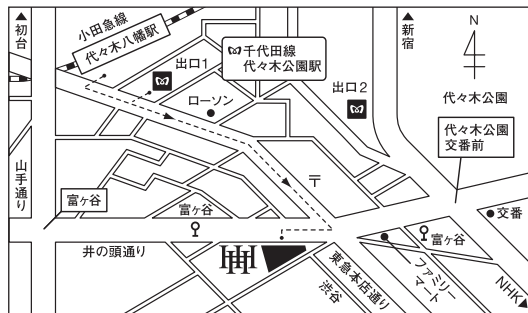 ▲初台
小田急線
代々木八幡駅
出口1
千代田線
代々木公園駅
出口2
▲新宿
N
代々木公園
代々木公園
交番前
ローソン
〒
山手通り
富ヶ谷
富ヶ谷
井の頭通り
富ヶ谷
交番
ファミリー
マート
東急本店通り
渋谷
NHK▶